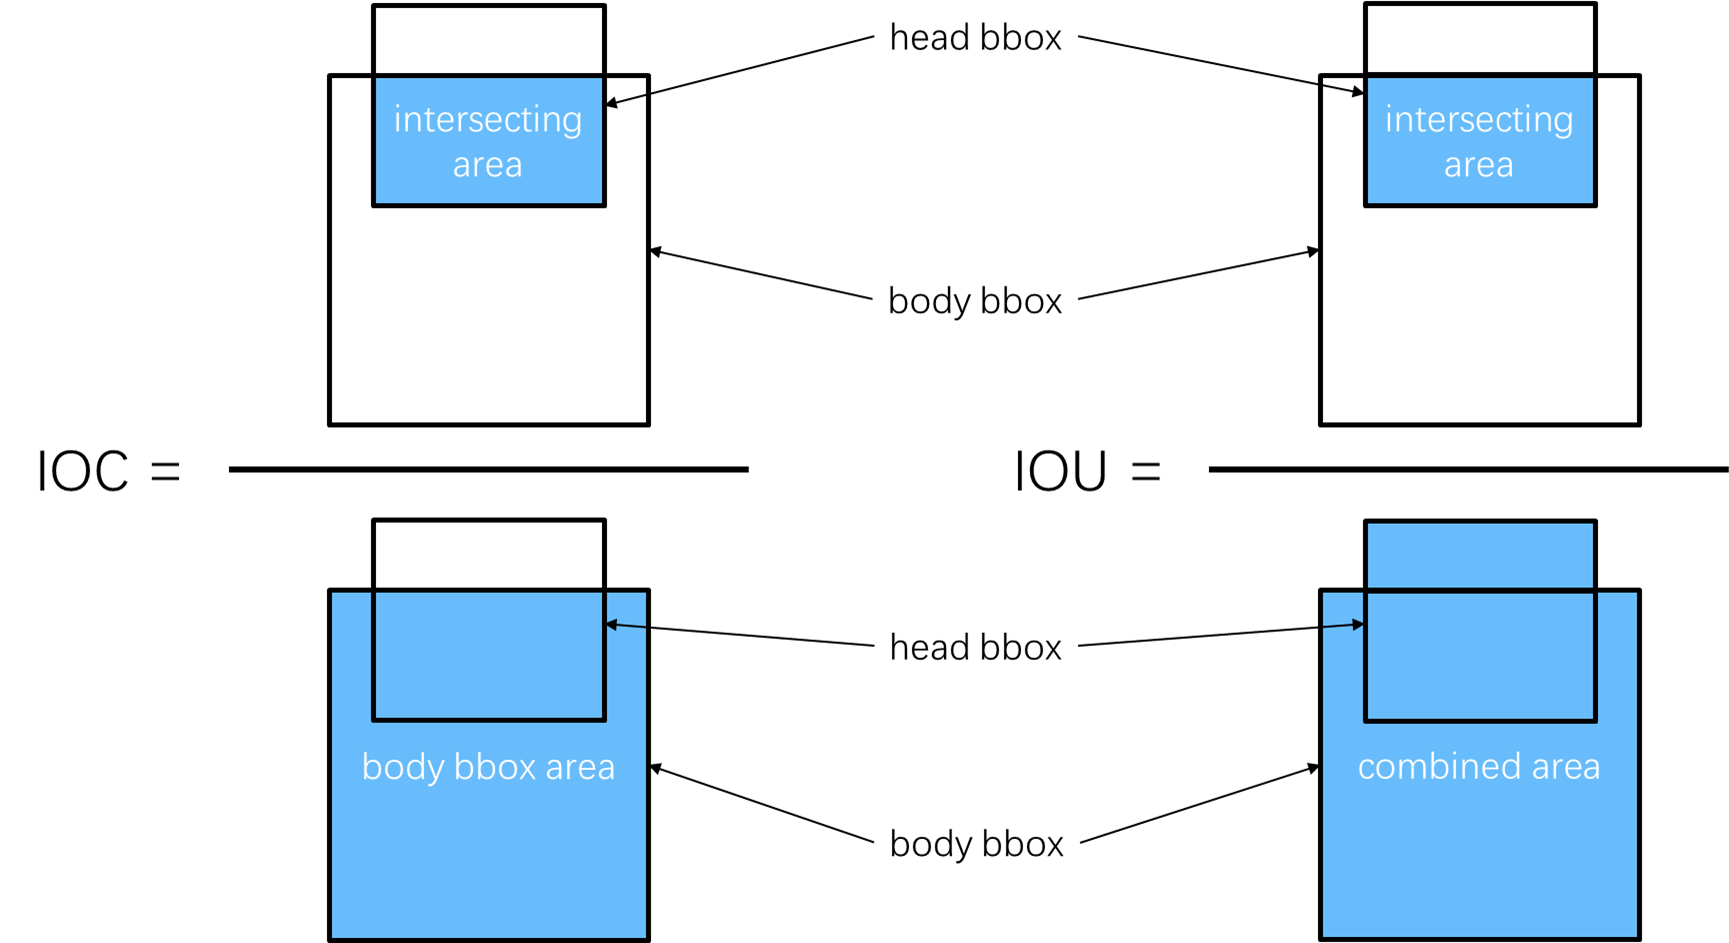 head bbox
intersecting
area
intersecting
area
body bbox
IOC =
IOU =
head bbox
body bbox area
combined area
body bbox